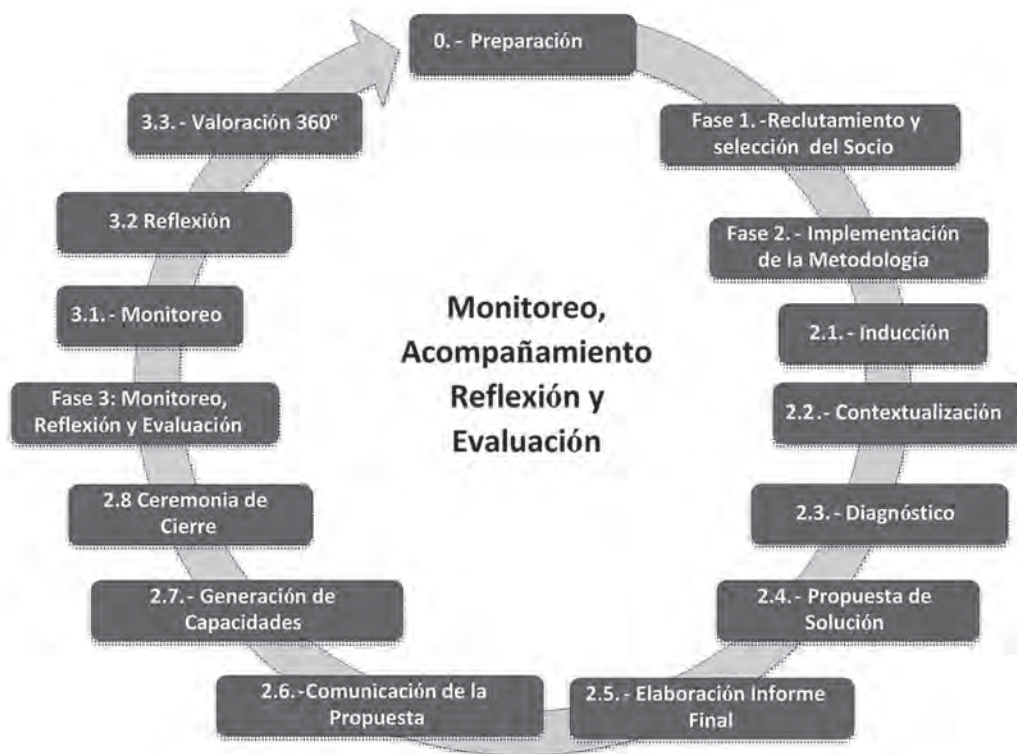 0.- Preparación
Fase 1.-Reclutamiento y
selección del Socio
Fase 2.- Implementación
de la Metodología
2.1.- Inducción
2.2.- Contextualización
2.3.- Diagnóstico
2.4.- Propuesta de
Solución
2.5.- Elaboración Informe
Final
2.6.-Comunicación de la
Propuesta
2.7.- Generación de
Capacidades
2.8 Ceremonia de
Cierre
Fase 3: Monitoreo,
Reflexión y Evaluación
3.1.- Monitoreo
3.2 Reflexión
3.3.- Valoración 360°
Monitoreo,
Acompañamiento
Reflexión y
Evaluación